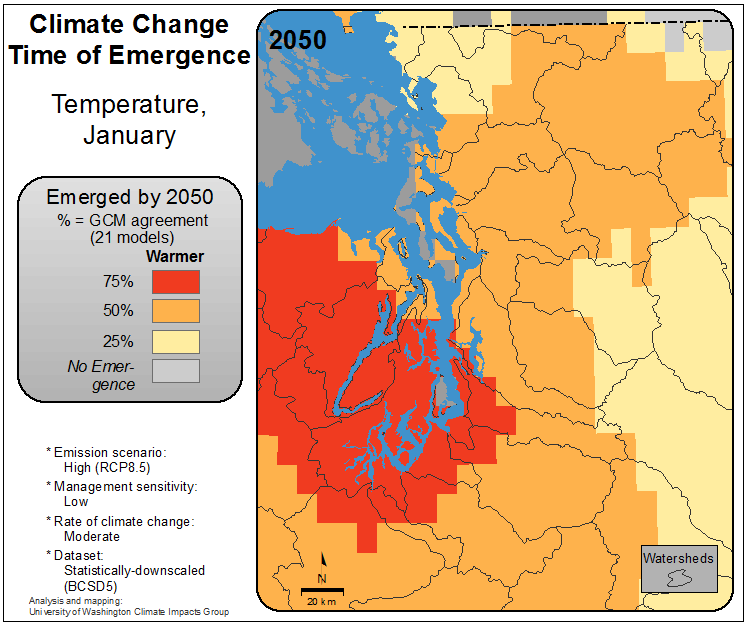 Climate Change
Time of Emergence
Temperature,
January
Emerged by 2050
% = GCM agreement
(21 models)
Warmer
75%
50%
25%
No Emer-
gence
* Emission scenario:
High (RCP8.5)
* Management sensitivity:
Low
* Rate of climate change:
Moderate
* Dataset:
Statistically-downscaled
(BCSD5)
Analysis and mapping:
University of Washington Climate Impacts Group
2050
N
20 km
Watersheds